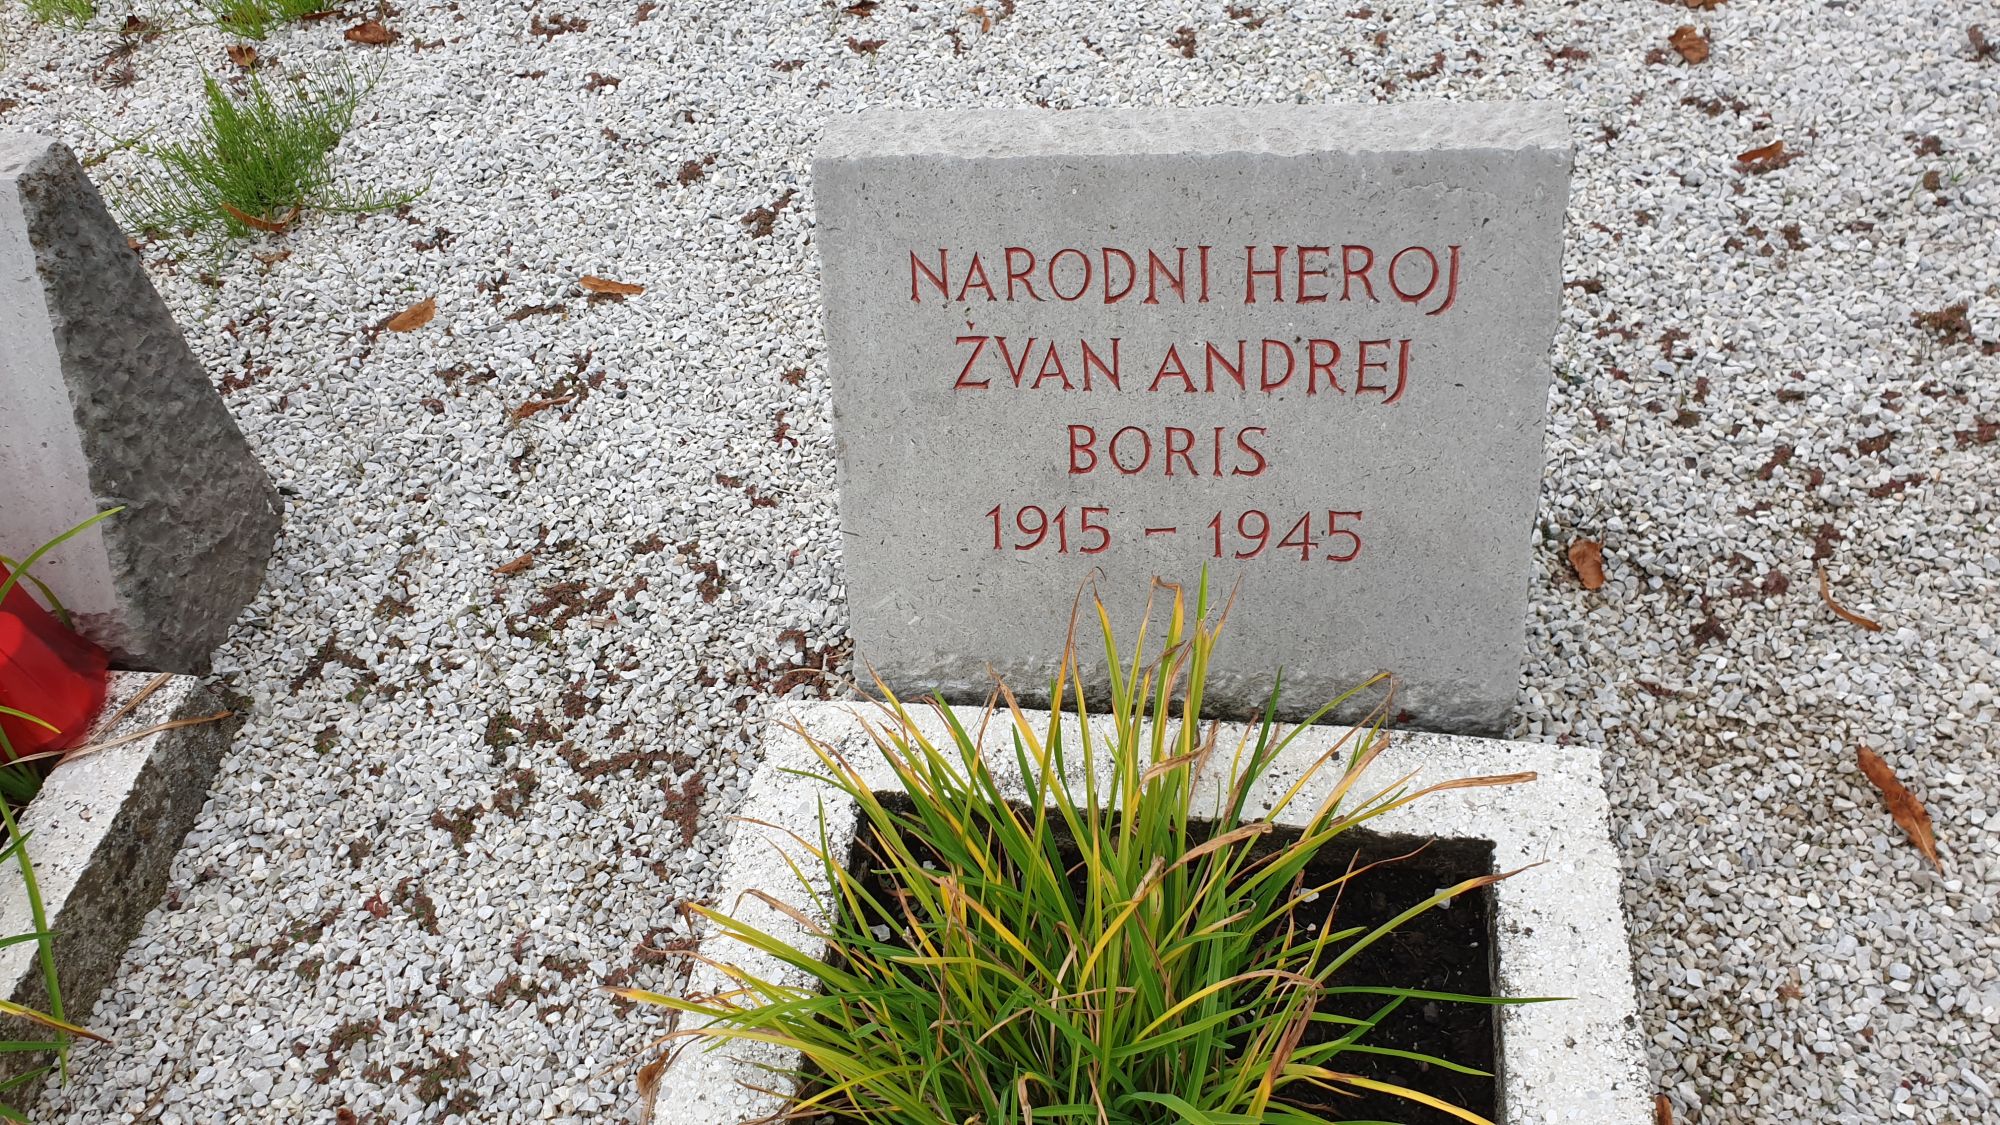 NARODNI HEROJ
ŽVAN ANDREJ
BORIS
1915 - 1945